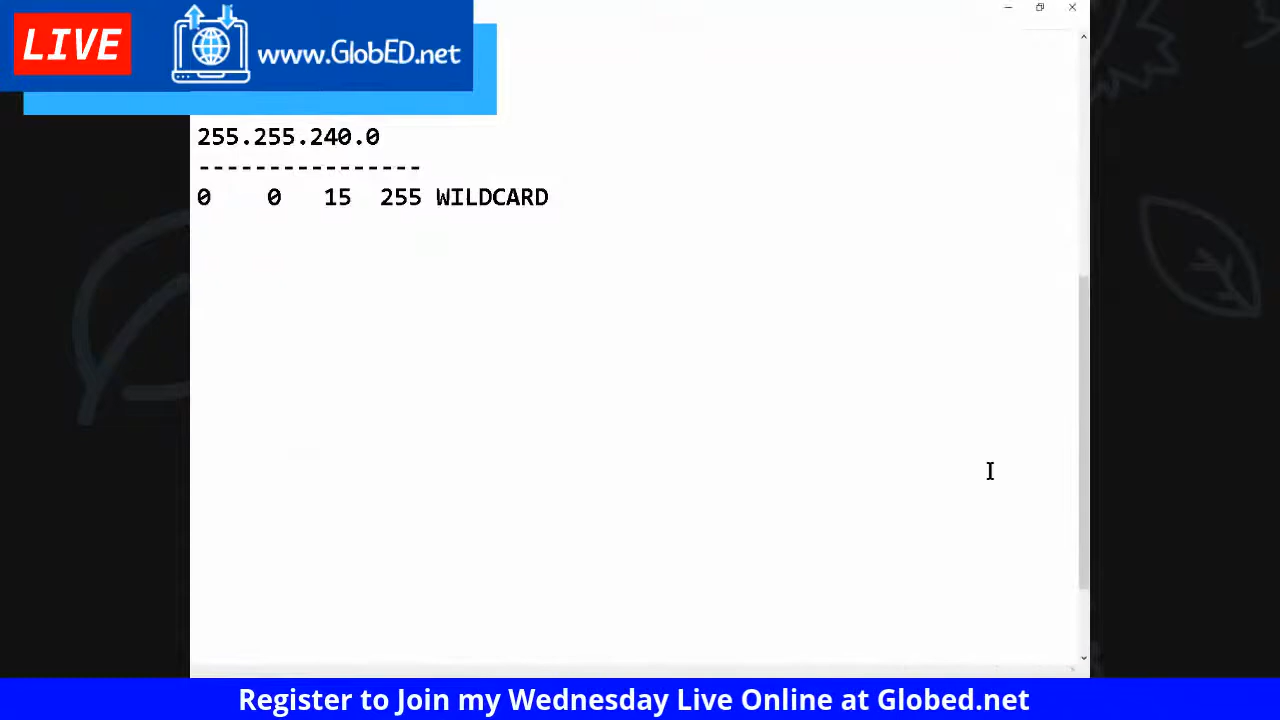 LIVE
www.GlobED.net
255.255.240.0
----------------
0 0 15 255 WILDCARD
Register to Join my Wednesday Live Online at Globed.net